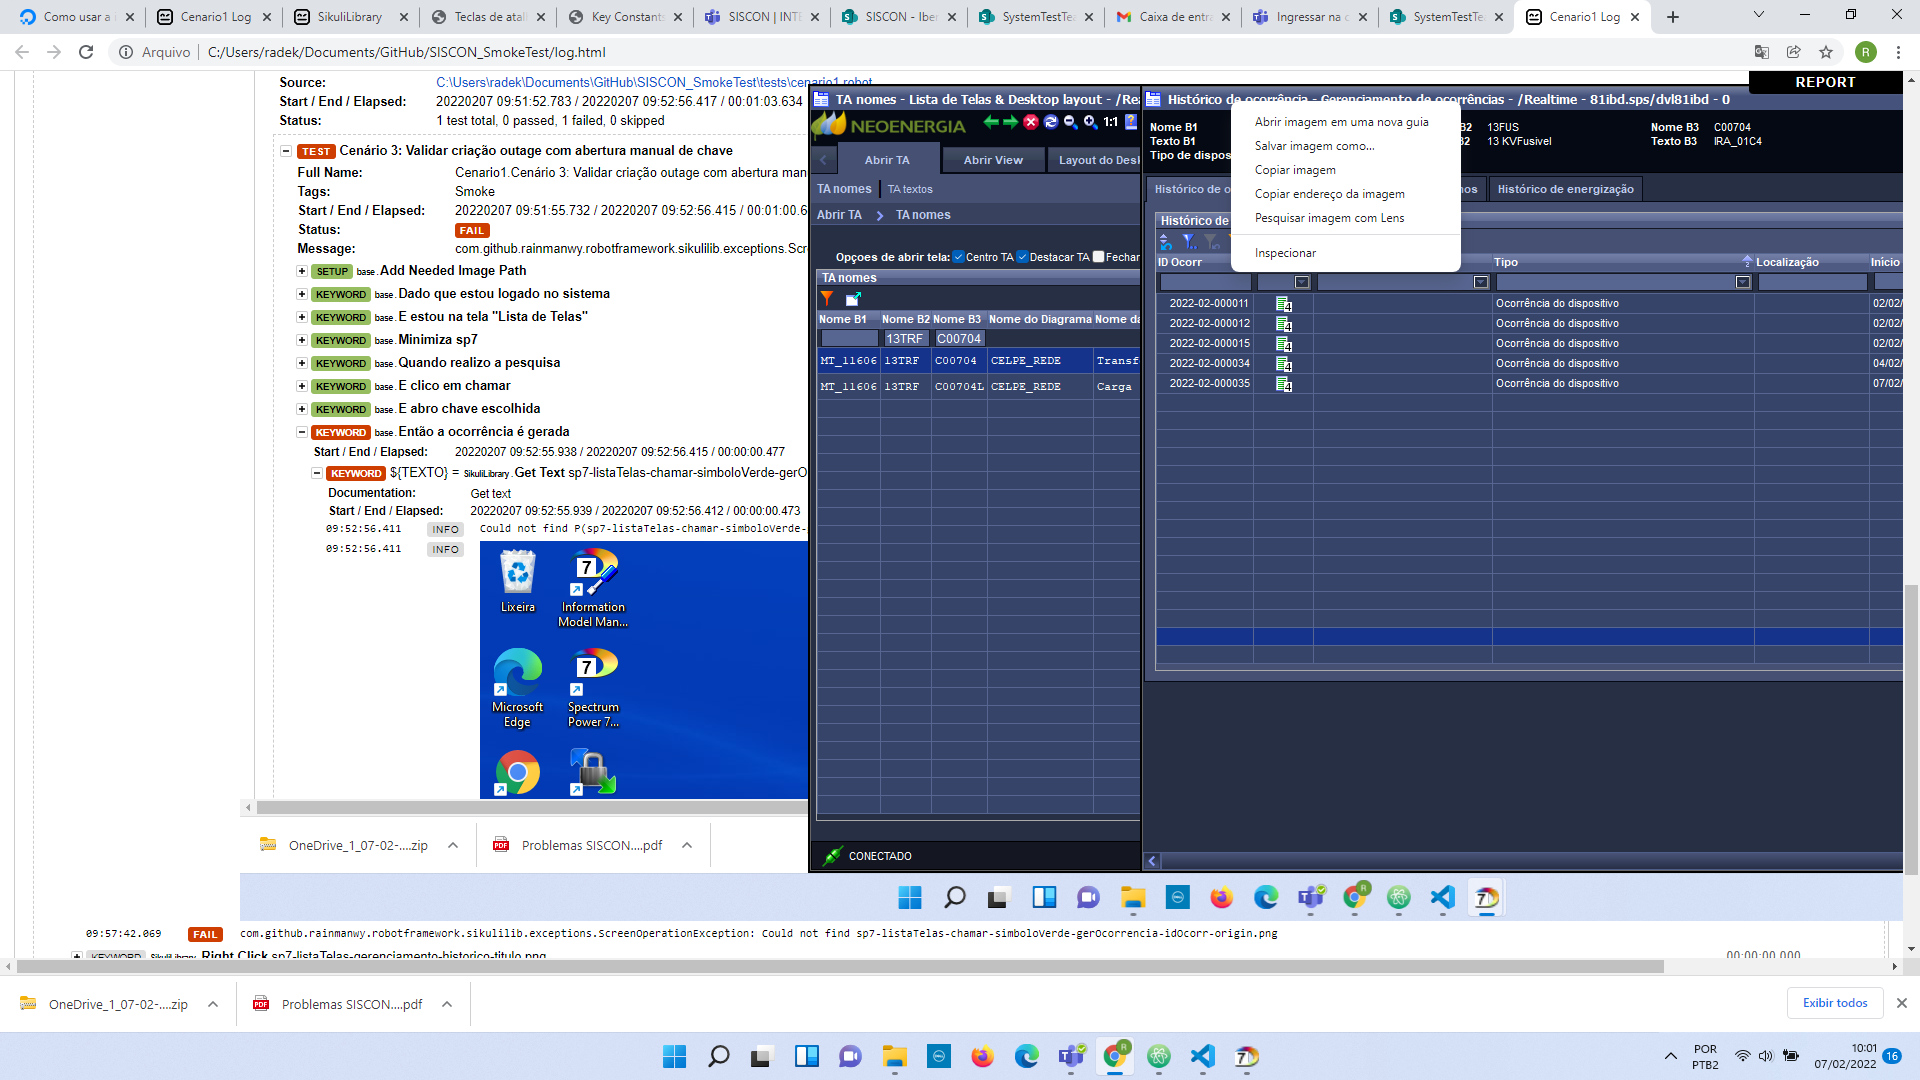 Como usar a
Cenario1 Log
SikuliLibrary
Teclas de atal
Key Constants
SISCON | INT
SISCON - Iber
SystemTestTe
Caixa de entra
Ingressar na c
SystemTestTe
Cenario1 Log
Arquivo
C:/Users/radek/Documents/GitHub/SISCON_SmokeTest/log.html
R
REPORT
Source:
C:\Users\radek\Documents\GitHub\SISCON_SmokeTest\tests\cenario1.robot
Start / End / Elapsed:
20220207 09:51:52.783 / 20220207 09:52:56.417 / 00:01:03.634
Status:
1 test total, 0 passed, 1 failed, 0 skipped
TEST Cenário 3: Validar criação outage com abertura manual de chave
Full Name:
Cenario1.Cenário 3: Validar criação outage com abertura man
Tags:
Smoke
Start / End / Elapsed:
20220207 09:51:55.732 / 20220207 09:52:56.415 / 00:01:00.6
Status:
FAIL
Message:
com.github.rainmanwy.robotframework.sikulilib.exceptions.Scre
SETUP base.Add Needed Image Path
KEYWORD base.Dado que estou logado no sistema
KEYWORD base.E estou na tela "Lista de Telas"
KEYWORD base.Minimiza sp7
KEYWORD base.Quando realizo a pesquisa
KEYWORD base.E clico em chamar
KEYWORD base.E abro chave escolhida
KEYWORD base.Então a ocorrência é gerada
Start / End / Elapsed:
20220207 09:52:55.938 / 20220207 09:52:56.415 / 00:00:00.477
KEYWORD ${TEXTO} = SikuliLibrary.Get Text sp7-listaTelas-chamar-simboloVerde-gerO
Documentation:
Get text
Start / End / Elapsed:
20220207 09:52:55.939 / 20220207 09:52:56.412 / 00:00:00.473
09:52:56.411 INFO Could not find P(sp7-listaTelas-chamar-simboloVerde-
09:52:56.411 INFO
Lixeira
Information Model Man...
Microsoft Edge
Spectrum Power 7...
TA nomes - Lista de Telas & Desktop layout - /Re
NEOENERGIA
1:1
Abrir TA
Abrir View
Layout do Desk
TA nomes
TA textos
Abrir TA
TA nomes
Opçoes de abrir tela:
Centro TA
Destacar TA
Fechar
TA nomes
Nome B1 Nome B2 Nome B3 Nome do Diagrama Nome da
13TRF C00704
MT_11606 13TRF C00704 CELPE_REDE Transf
MT_11606 13TRF C00704L CELPE_REDE Carga
CONECTADO
Histórico de ocorrência - Gerenciamento de ocorrências - /Realtime - 81ibd.sps/dvl81ibd - 0
Nome B1
Texto B1
Tipo de dispos
B2 13FUS
B2 13 KVFusivel
Nome B3 C00704
Texto B3 IRA_01C4
Abrir imagem em uma nova guia
Salvar imagem como...
Copiar imagem
Copiar endereço da imagem
Pesquisar imagem com Lens
Inspecionar
Histórico de o
nos
Histórico de energização
Histórico de
ID Ocorr
Tipo
2
Localização
Início
2022-02-000011 4 Ocorrência do dispositivo 02/02/
2022-02-000012 4 Ocorrência do dispositivo 02/02/
2022-02-000015 4 Ocorrência do dispositivo 02/02/
2022-02-000034 4 Ocorrência do dispositivo 04/02/
2022-02-000035 4 Ocorrência do dispositivo 07/02/
OneDrive_1_07-02-....zip
Problemas SISCON....pdf
09:57:42.069 FAIL com.github.rainmanwy.robotframework.sikulilib.exceptions.ScreenOperationException: Could not find sp7-listaTelas-chamar-simboloVerde-gerOcorrencia-idOcorr-origin.png
KEYWORD SikuliLibrary.Right Click sp7-listaTelas-gerenciamento-historico-titulo.png
00:00:00.000
OneDrive_1_07-02-....zip
Problemas SISCON....pdf
Exibir todos
POR
PTB2
10:01
07/02/2022
16